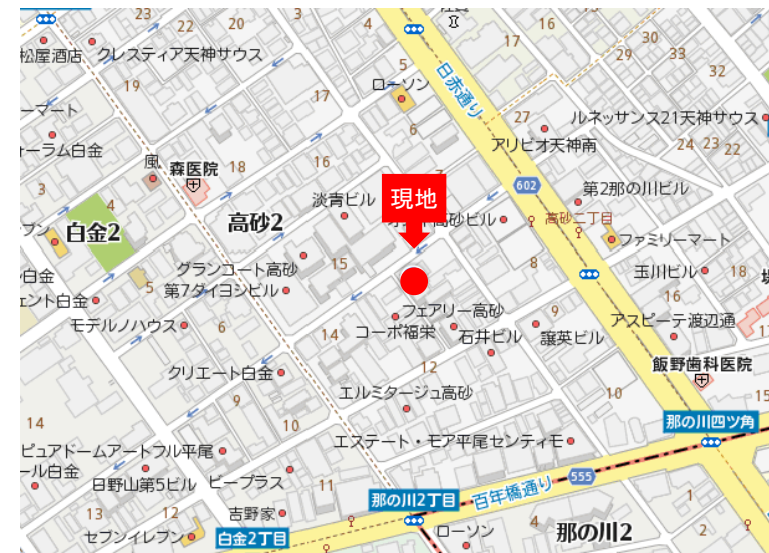 23
22
20
3
4
17
16
29
30
33
32
松屋酒店
クレスティア天神サウス
19
5
ローソン
17
日赤通り
6
27
ルネッサンス21天神サウス
アリビオ天神南
24
23
22
ーマート
ォーラム白金
風
森医院
18
16
7
602
3
4
淡青ビル
現地
第2那の川ビル
高砂二丁目
高砂ビル
白金2
高砂2
ファミリーマート
15
8
グランコート高砂
玉川ビル
18
白金
5
第7ダイヨシビル
16
ェント白金
フェアリー高砂
9
アスピーテ渡辺通
モデルノハウス
6
14
コーポ福栄
石井ビル
譲英ビル
17
飯野歯科医院
12
クリエート白金
エルミタージュ高砂
10
15
9
14
10
那の川四ツ角
ピュアドームアートフル平尾
エステート・モア平尾センティモ
ール白金
日野山第5ビル
ビープラス
11
555
百年橋通り
那の川2丁目
1
13
12
吉野家
セブンイレブン
白金2丁目
ローソン
4
那の川2
2